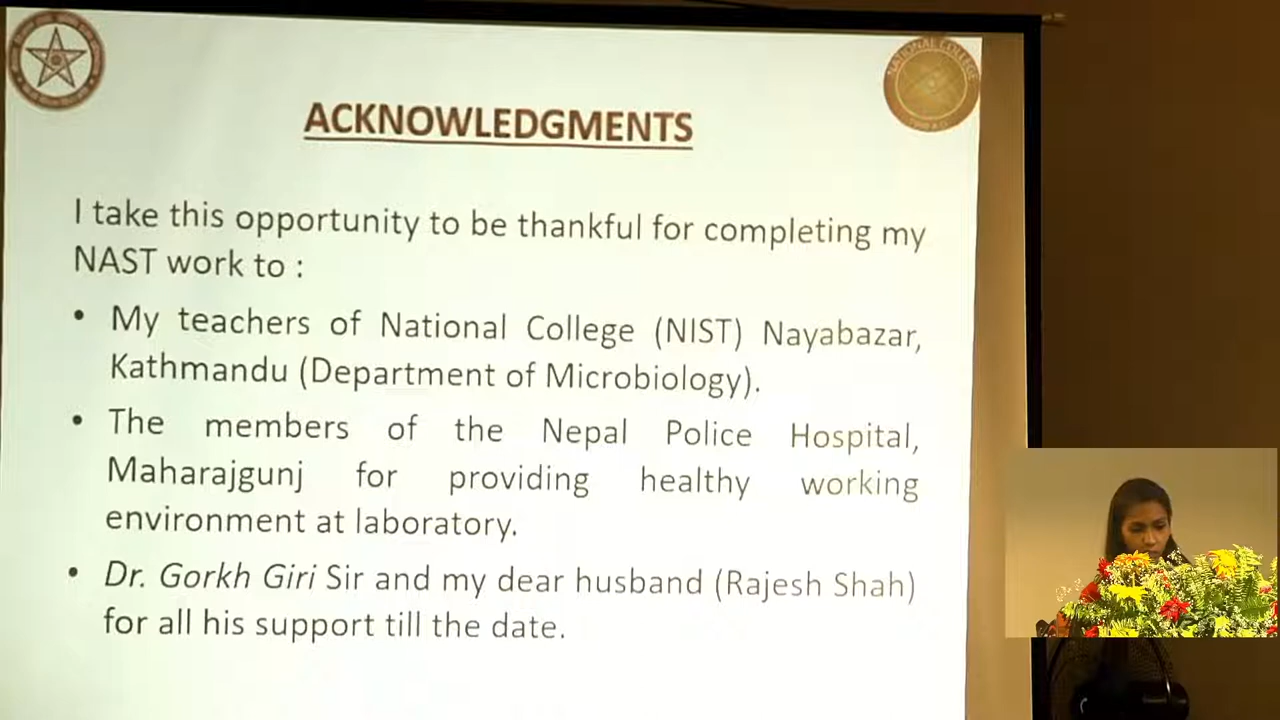 NATIONAL COLLEGE
ACKNOWLEDGMENTS
I take this opportunity to be thankful for completing my
NAST work to :
• My teachers of National College (NIST) Nayabazar,
Kathmandu (Department of Microbiology).
• The members of the Nepal Police Hospital,
Maharajgunj for providing healthy working
environment at laboratory.
• Dr. Gorkh Giri Sir and my dear husband (Rajesh Shah)
for all his support till the date.